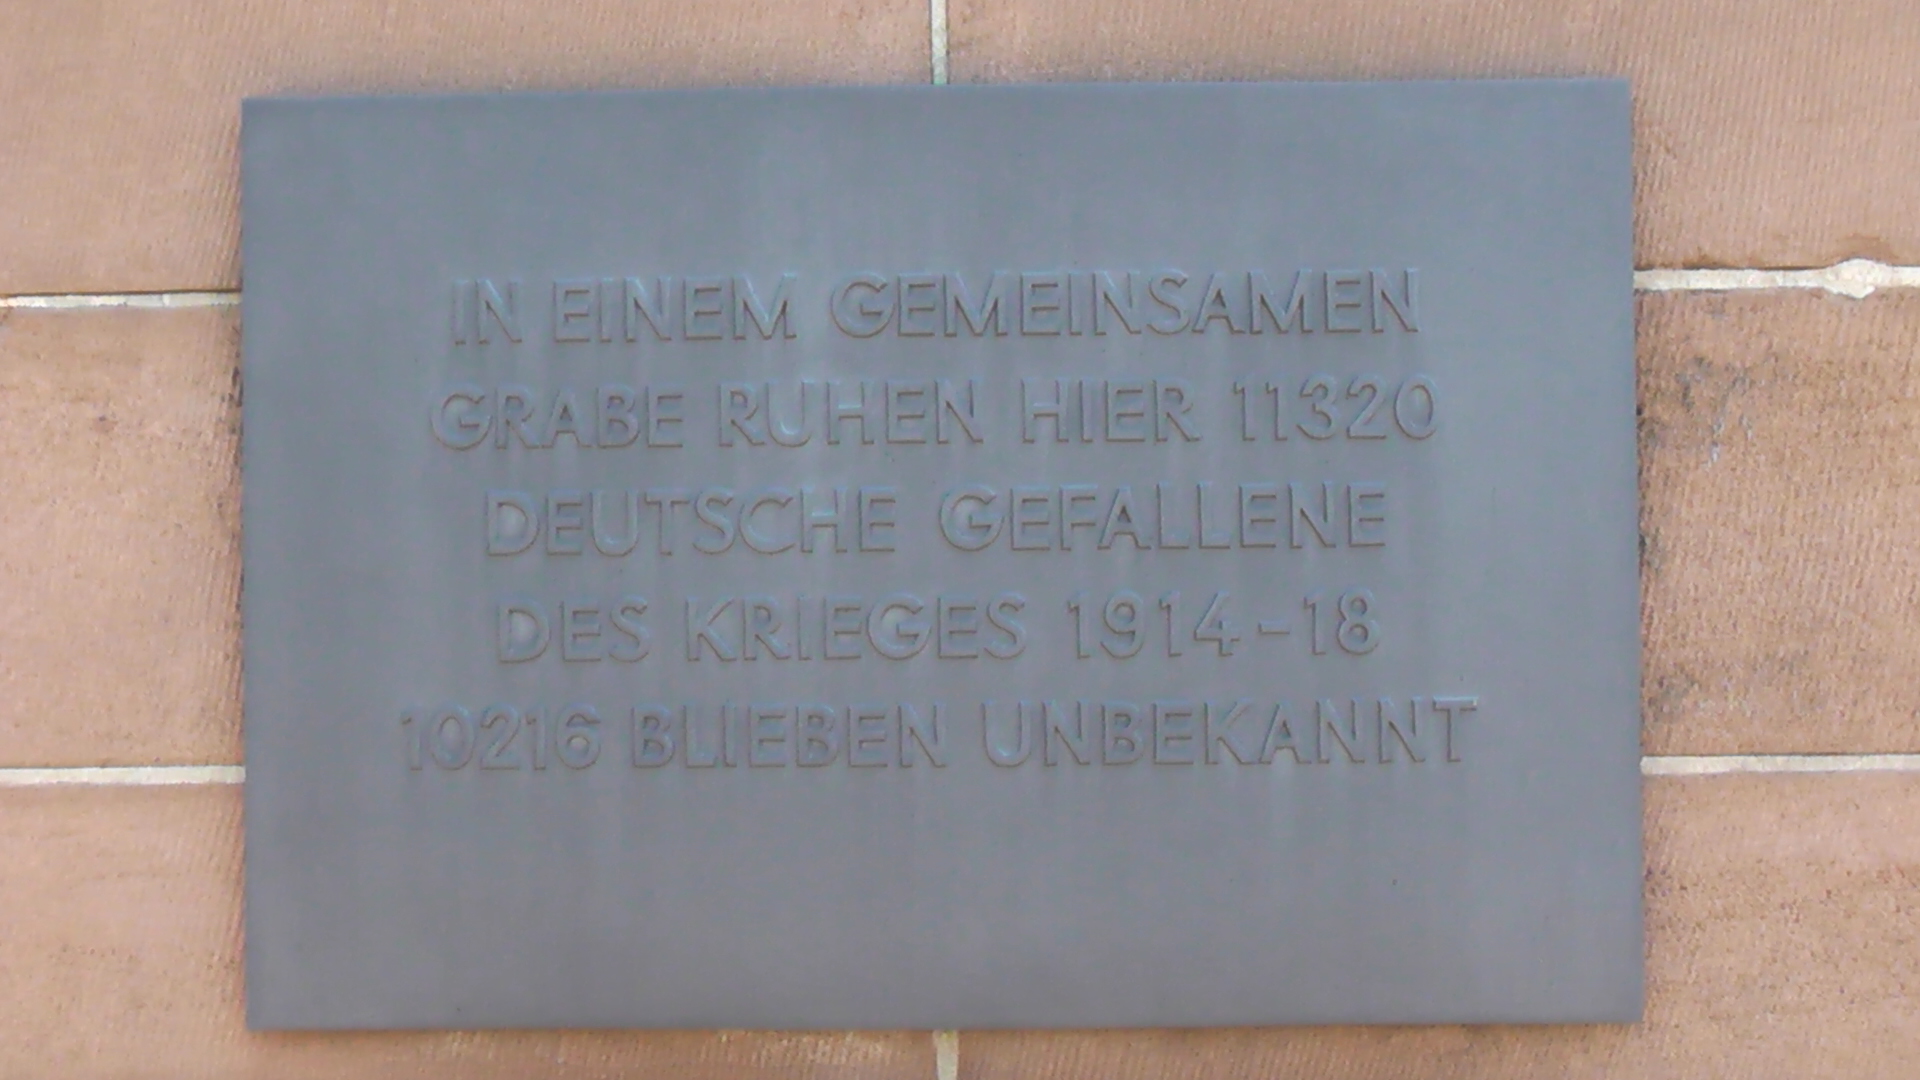 IN EINEM GEMEINSAMEN
GRABE RUHEN HIER 11320
DEUTSCHE GEFALLENE
DES KRIEGES 1914-18
10216 BLIEBEN UNBEKANNT